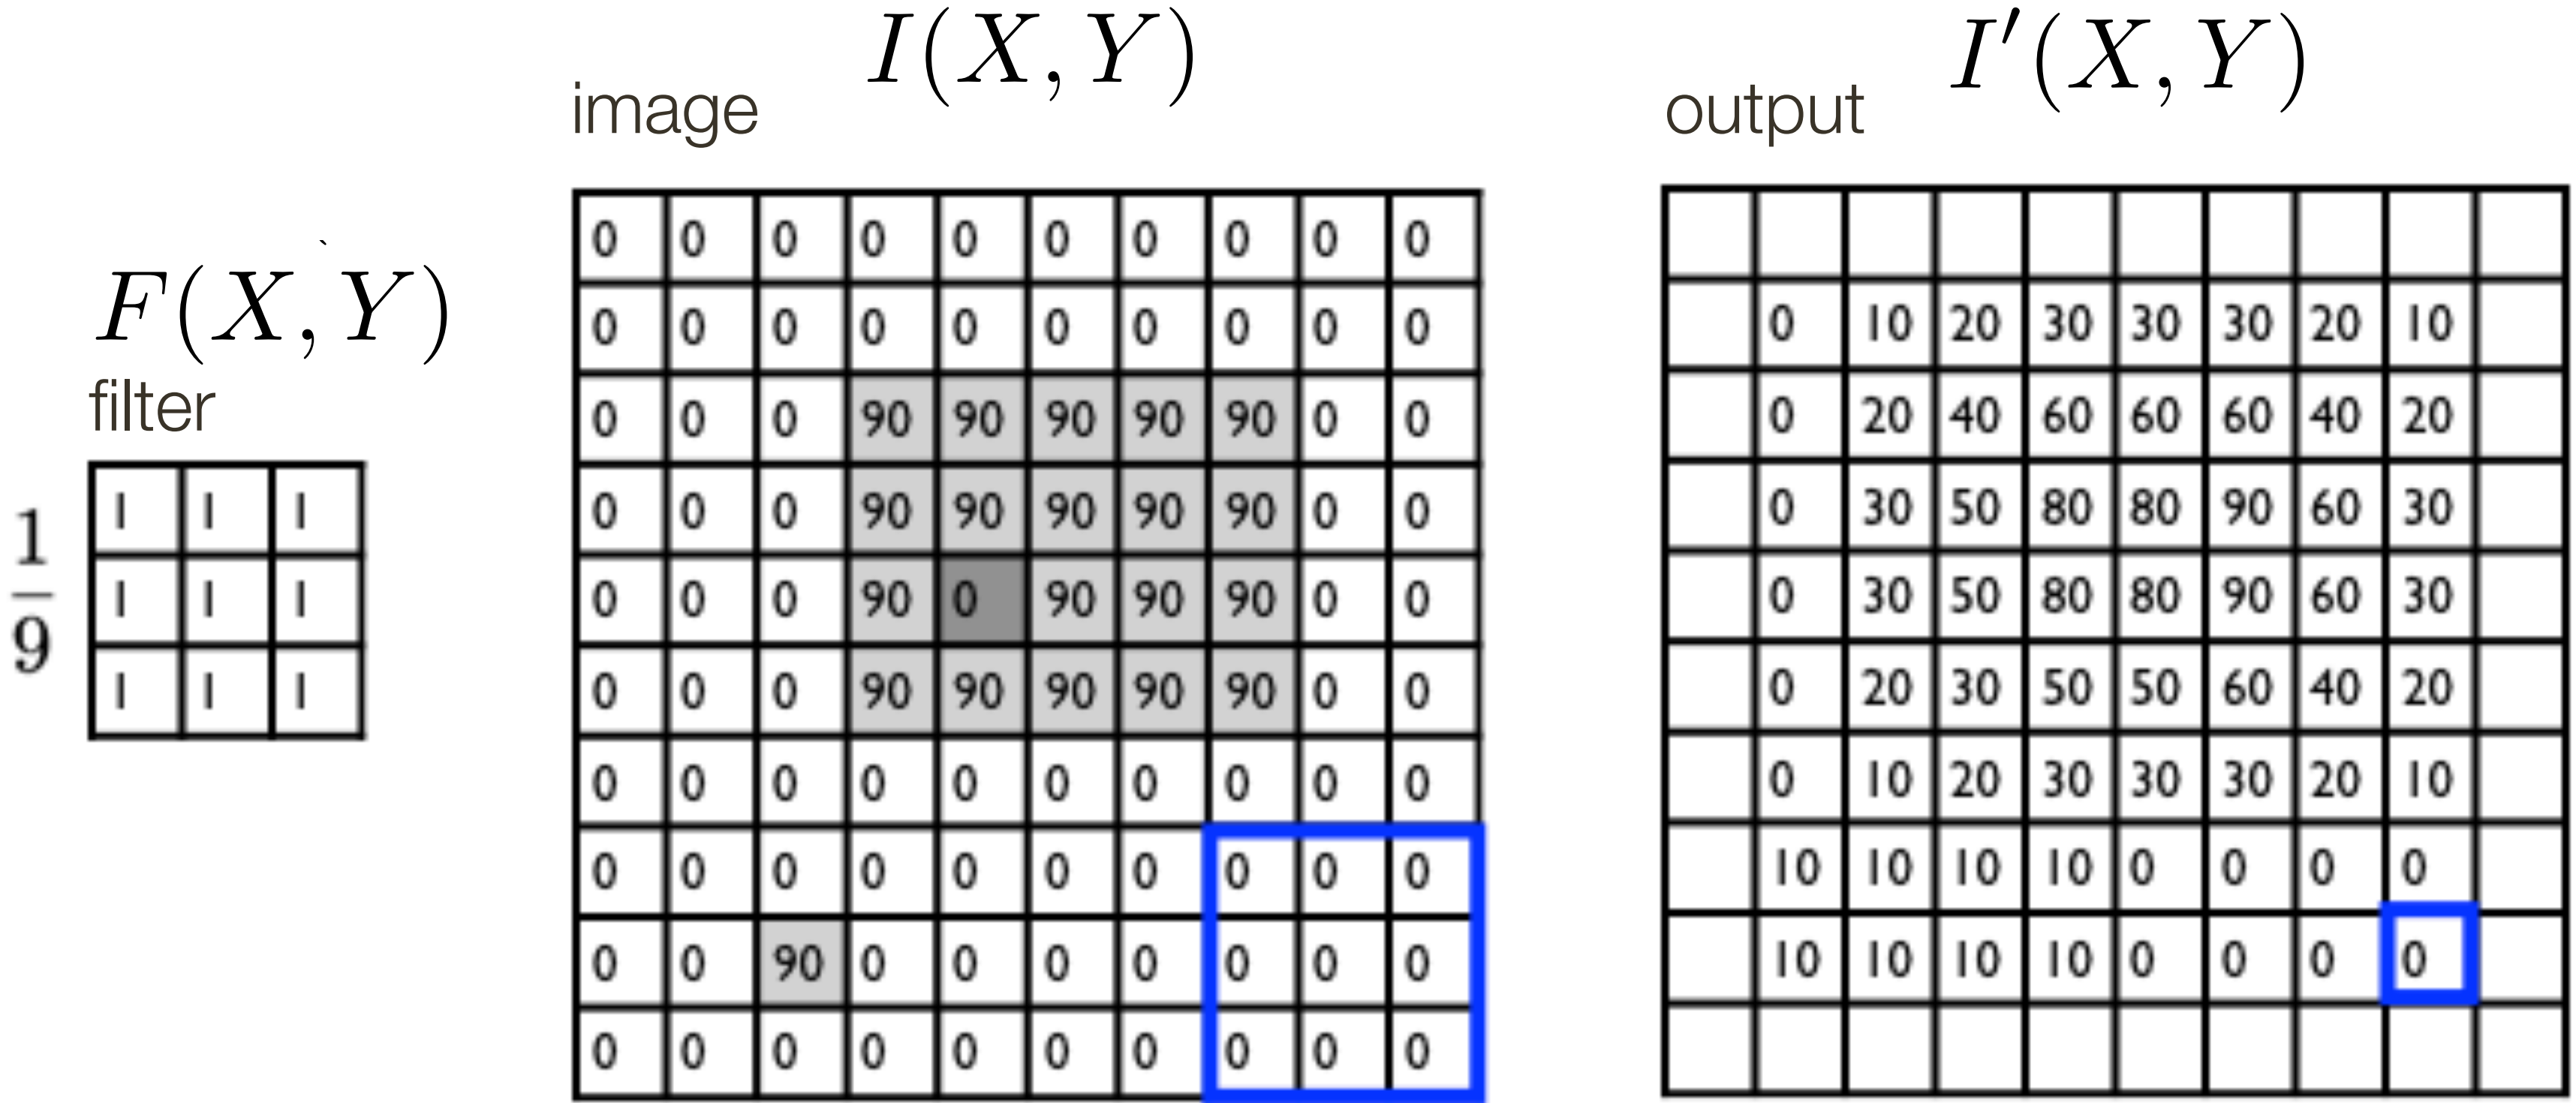 I(X, Y)
I′(X, Y)
image
output
F(X, Y)
filter
1/9
1 1 1
1 1 1
1 1 1
0 0 0 0 0 0 0 0 0 0
0 0 0 0 0 0 0 0 0 0
0 0 0 90 90 90 90 90 0 0
0 0 0 90 90 90 90 90 0 0
0 0 0 90 0 90 90 90 0 0
0 0 0 90 90 90 90 90 0 0
0 0 0 0 0 0 0 0 0 0
0 0 0 0 0 0 0 0 0 0
0 0 90 0 0 0 0 0 0 0
0 0 0 0 0 0 0 0 0 0
0 10 20 30 30 30 20 10
0 20 40 60 60 60 40 20
0 30 50 80 80 90 60 30
0 30 50 80 80 90 60 30
0 20 30 50 50 60 40 20
0 10 20 30 30 30 20 10
10 10 10 10 0 0 0 0
10 10 10 10 0 0 0 0